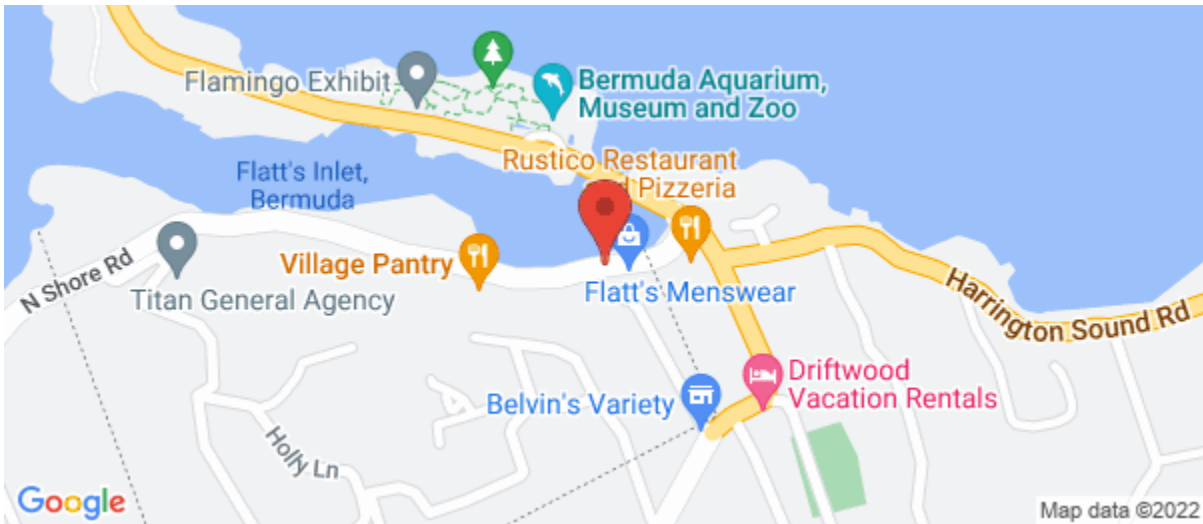 Flamingo Exhibit
Bermuda Aquarium,
Museum and Zoo
Rustico Restaurant
d Pizzeria
Flatt's Inlet,
Bermuda
N Shore Rd
Village Pantry
Titan General Agency
Flatt's Menswear
Harrington Sound Rd
Driftwood
Vacation Rentals
Belvin's Variety
Holly Ln
Google
Map data ©2022